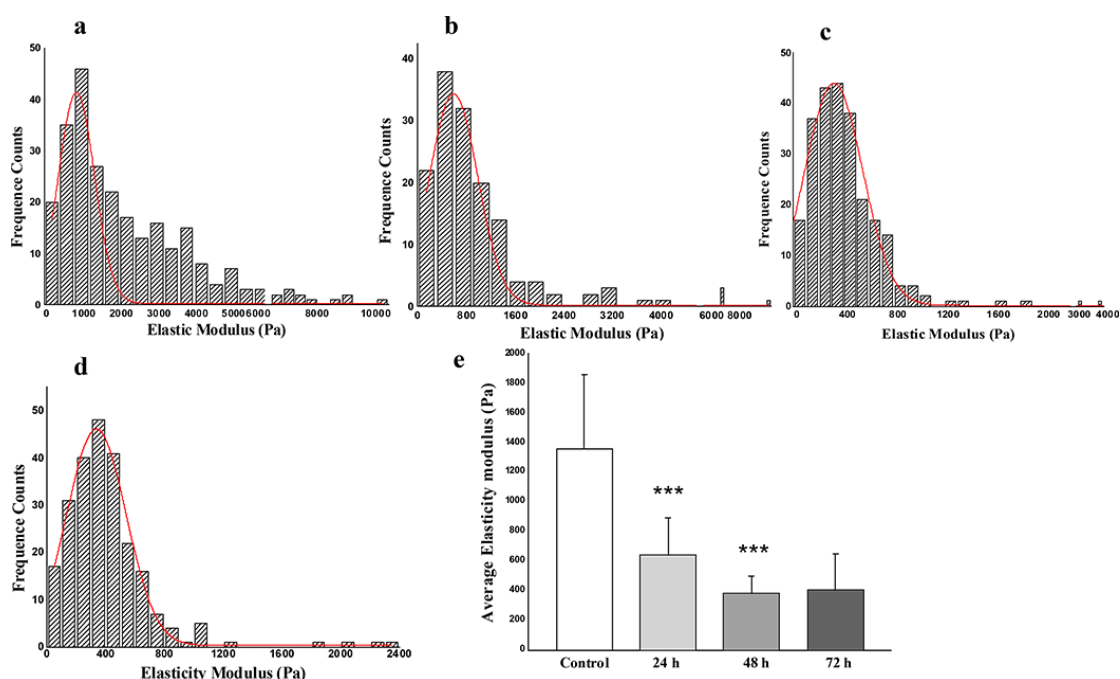 a
50
40
30
20
10
0
Frequence Counts
0 1000 2000 3000 4000 5000 6000 8000 10000
Elastic Modulus (Pa)
b
40
30
20
10
0
Frequence Counts
0 800 1600 2400 3200 4000 6000 8000
Elastic Modulus (Pa)
c
50
40
30
20
10
0
Frequence Counts
0 400 800 1200 1600 2000 3000 4000
Elastic Modulus (Pa)
d
50
40
30
20
10
0
Frequence Counts
0 400 800 1200 1600 2000 2400
Elasticity Modulus (Pa)
e
2000
1800
1600
1400
1200
1000
800
600
400
200
0
Average Elasticity modulus (Pa)
***
***
Control 24 h 48 h 72 h